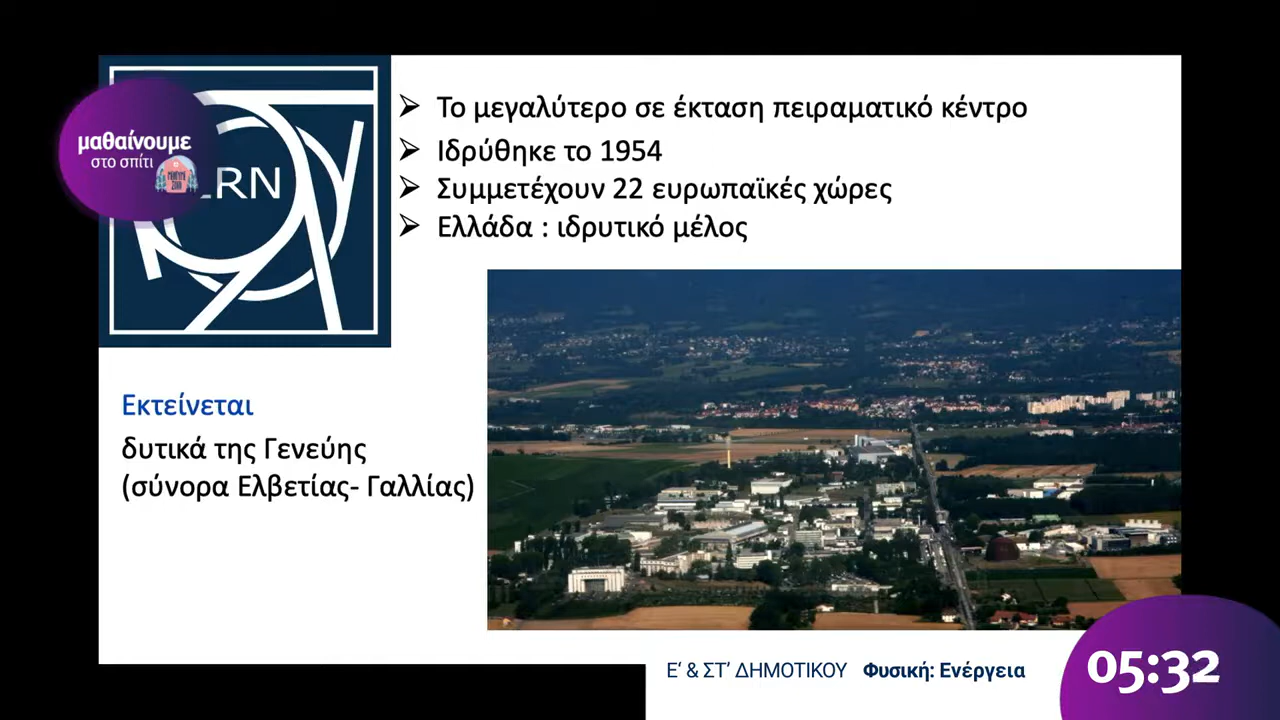 μαθαίνουμε
στο σπίτι
ERN
➢ Το μεγαλύτερο σε έκταση πειραματικό κέντρο
➢ Ιδρύθηκε το 1954
➢ Συμμετέχουν 22 ευρωπαϊκές χώρες
➢ Ελλάδα : ιδρυτικό μέλος
Εκτείνεται
δυτικά της Γενεύης
(σύνορα Ελβετίας- Γαλλίας)
Ε‘ & ΣΤ’ ΔΗΜΟΤΙΚΟΥ Φυσική: Ενέργεια
05:32